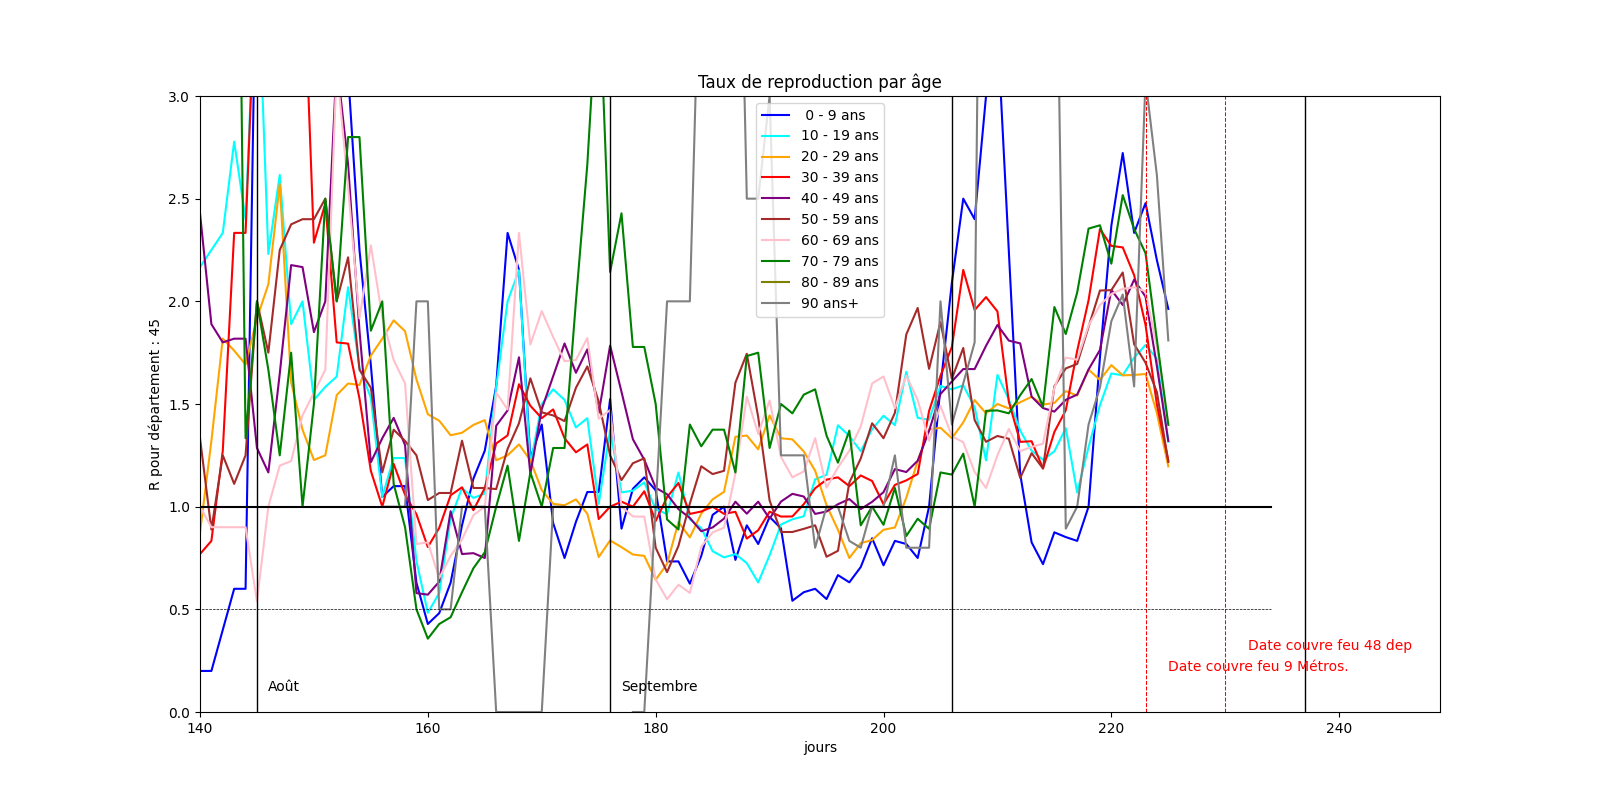 Taux de reproduction par âge
3.0
2.5
2.0
1.5
1.0
0.5
0.0
R pour département : 45
0 - 9 ans
10 - 19 ans
20 - 29 ans
30 - 39 ans
40 - 49 ans
50 - 59 ans
60 - 69 ans
70 - 79 ans
80 - 89 ans
90 ans+
Date couvre feu 48 dep
Date couvre feu 9 Métros.
Août
Septembre
140
160
180
200
220
240
jours